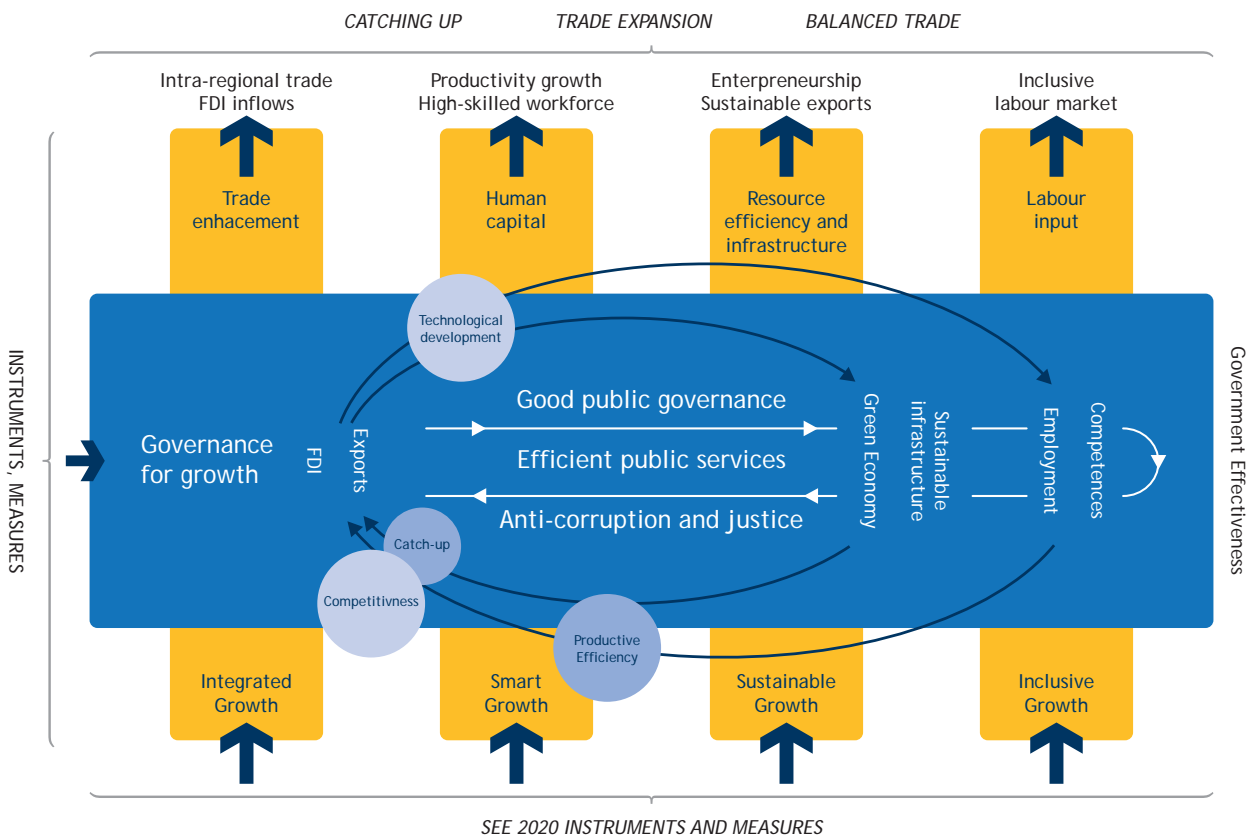 CATCHING UP
TRADE EXPANSION
BALANCED TRADE
Intra-regional trade
FDI inflows
Productivity growth
High-skilled workforce
Enterpreneurship
Sustainable exports
Inclusive
labour market
Trade
enhacement
Human
capital
Resource
efficiency and
infrastructure
Labour
input
Technological
development
INSTRUMENTS, MEASURES
Governance
for growth
FDI
Exports
Good public governance
Efficient public services
Anti-corruption and justice
Green Economy
Sustainable
infrastructure
Employment
Competences
Government Effectiveness
Catch-up
Competitivness
Productive
Efficiency
Integrated
Growth
Smart
Growth
Sustainable
Growth
Inclusive
Growth
SEE 2020 INSTRUMENTS AND MEASURES